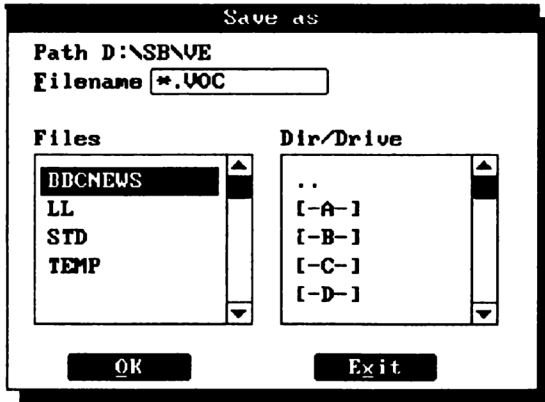 Save as
Path D:\SB\VE
Filename *.VOC
Files
BBCNEWS
LL
STD
TEMP
Dir/Drive
..
[-A-]
[-B-]
[-C-]
[-D-]
OK
Exit